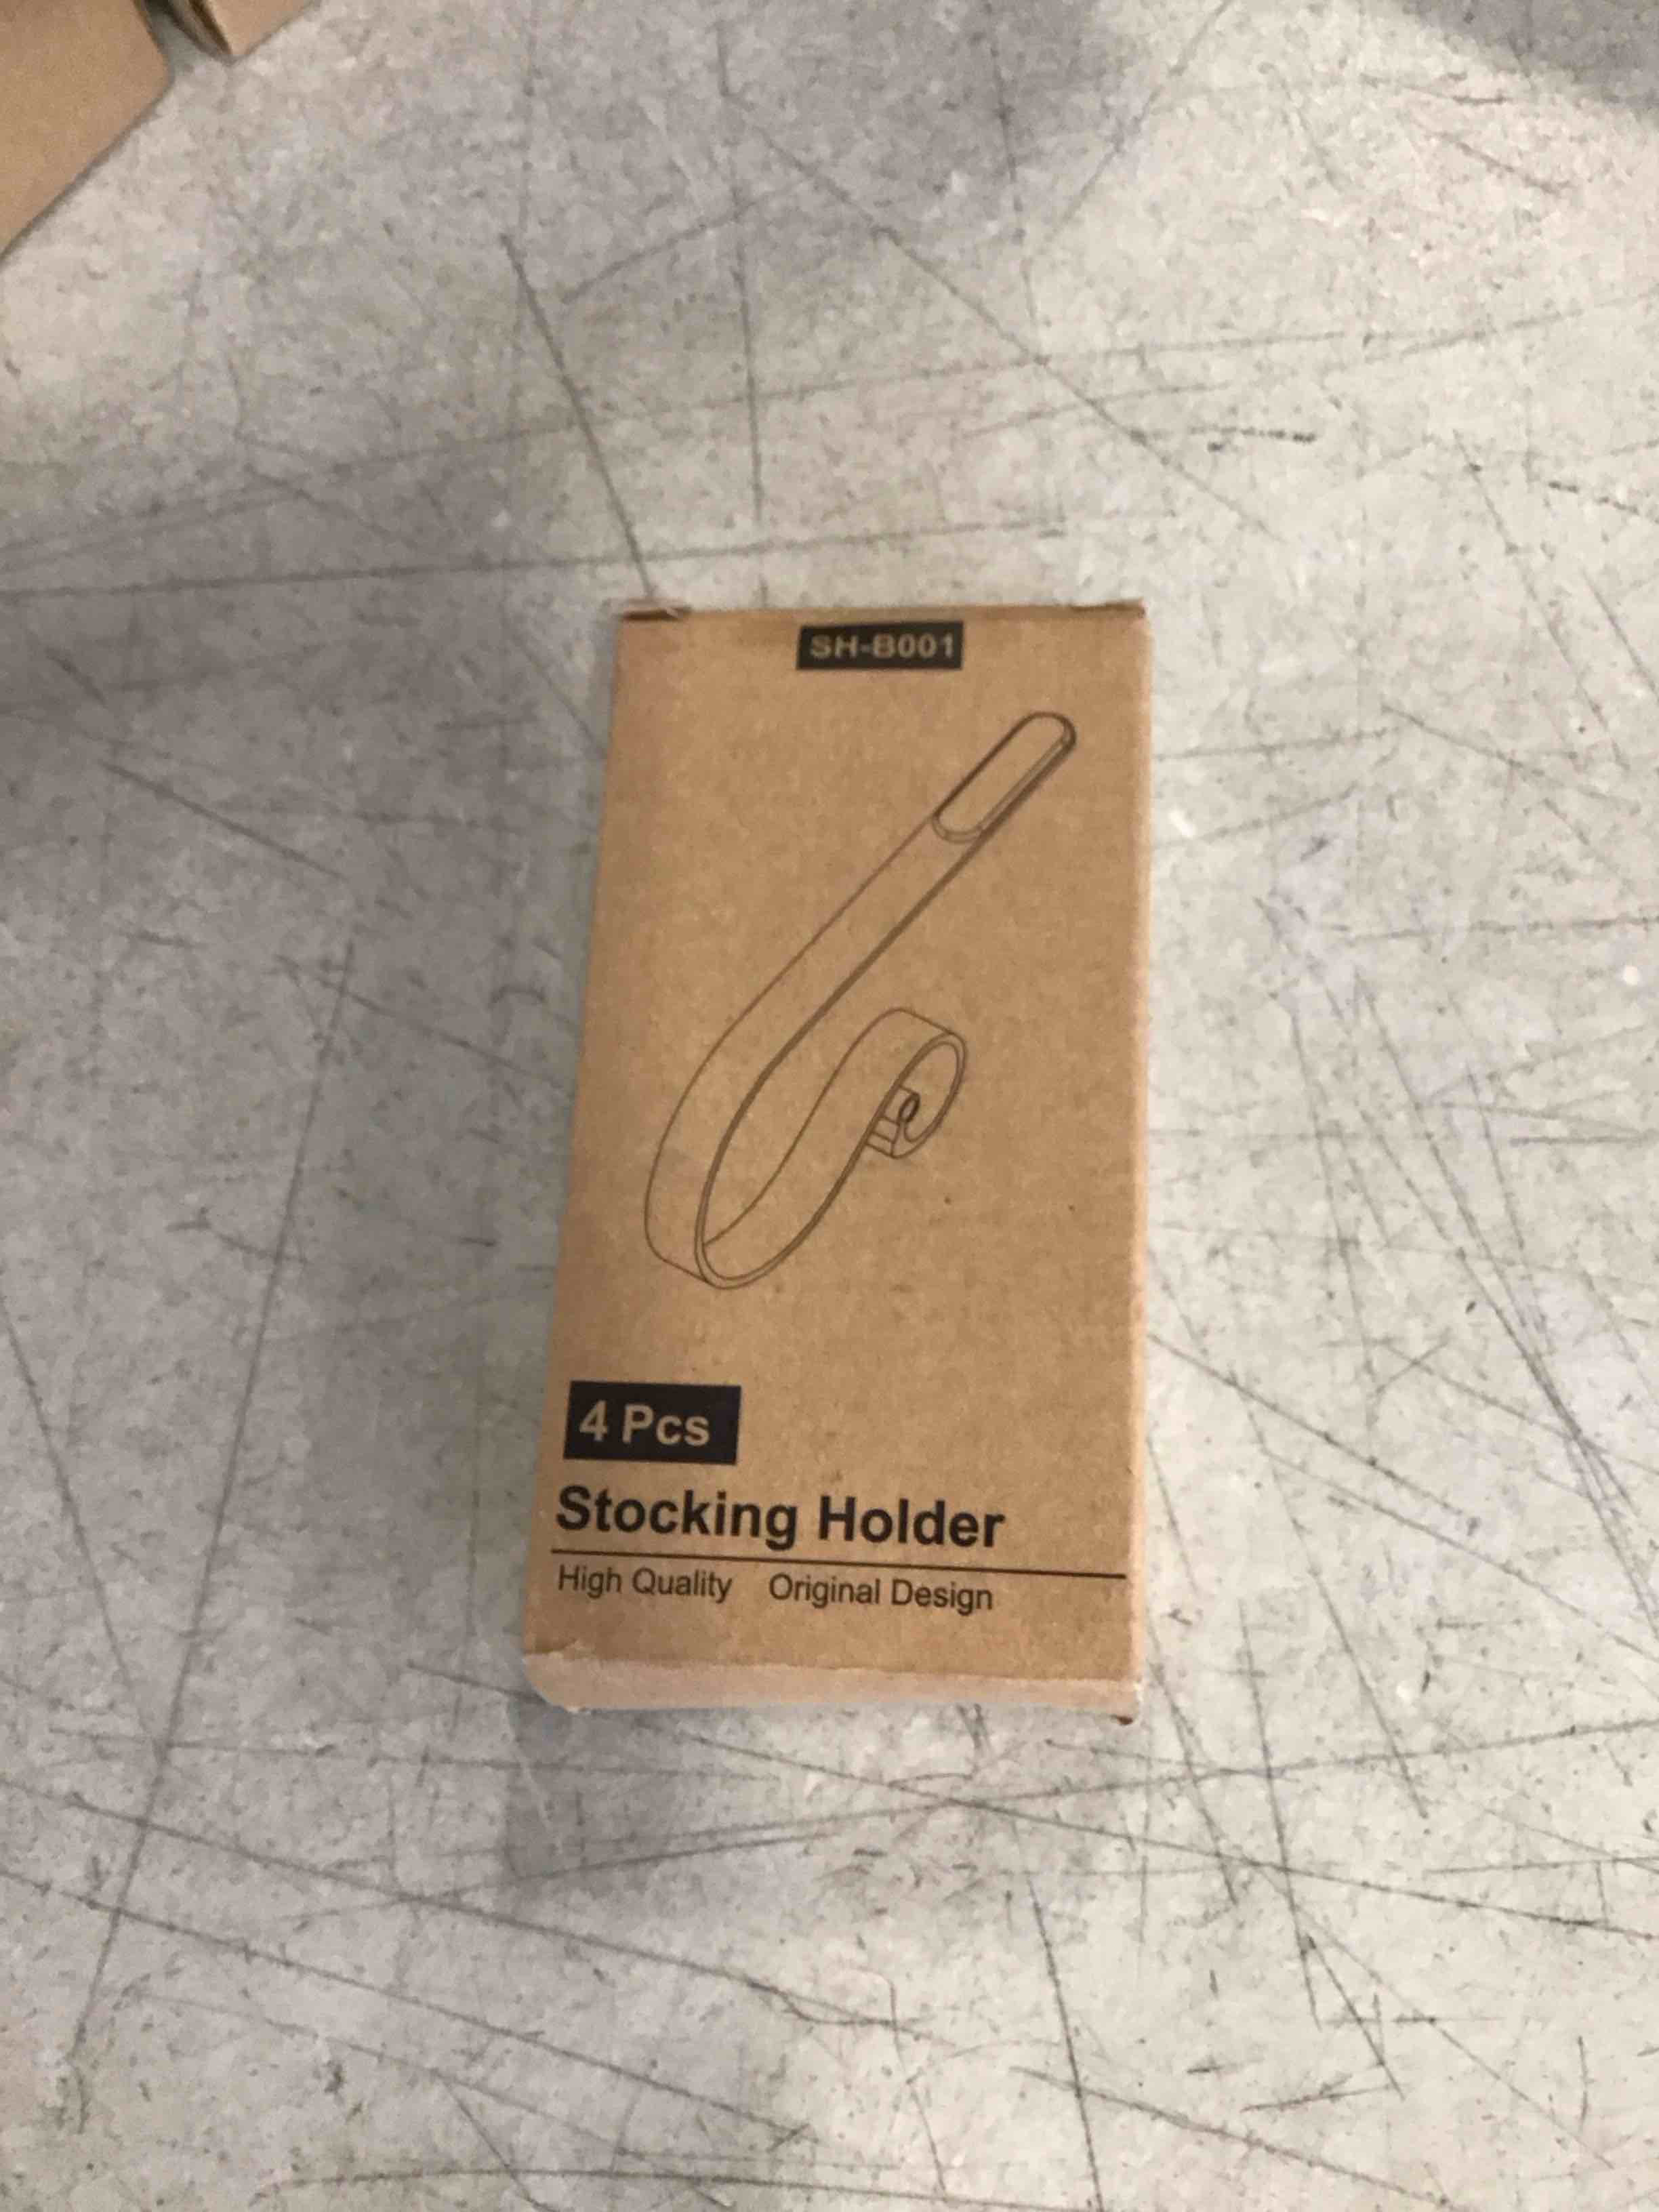 SH-B001
4 Pcs
Stocking Holder
High Quality Original Design